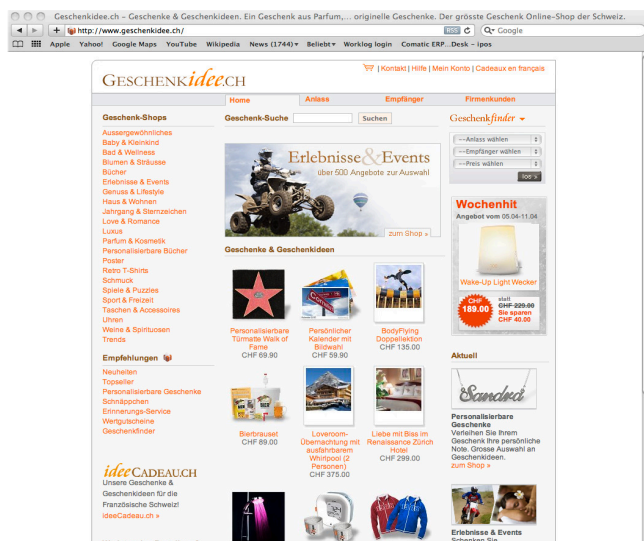 Geschenkidee.ch - Geschenke & Geschenkideen. Ein Geschenk aus Parfum,... originelle Geschenke. Der grösste Geschenk Online-Shop der Schweiz.
http://www.geschenkidee.ch/
RSS
Google
Apple Yahoo! Google Maps YouTube Wikipedia News (1744) Beliebt Worklog login Comatic ERP...Desk - ipos
GESCHENKidee.CH
| Kontakt | Hilfe | Mein Konto | Cadeaux en français
Home Anlass Empfänger Firmenkunden
Geschenk-Shops
Aussergewöhnliches
Baby & Kleinkind
Bad & Wellness
Blumen & Sträusse
Bücher
Erlebnisse & Events
Genuss & Lifestyle
Haus & Wohnen
Jahrgang & Sternzeichen
Love & Romance
Luxus
Parfum & Kosmetik
Personalisierbare Bücher
Poster
Retro T-Shirts
Schmuck
Spiele & Puzzles
Sport & Freizeit
Taschen & Accessoires
Uhren
Weine & Spirituosen
Trends
Empfehlungen
Neuheiten
Topseller
Personalisierbare Geschenke
Schnäppchen
Erinnerungs-Service
Wertgutscheine
Geschenkfinder
ideeCADEAU.CH
Unsere Geschenke &
Geschenkideen für die
Französische Schweiz!
ideeCadeau.ch »
Geschenk-Suche
Suchen
Erlebnisse & Events
über 500 Angebote zur Auswahl
zum Shop »
Geschenke & Geschenkideen
Personalisierbare
Türmatte Walk of
Fame
CHF 69.90
Persönlicher
Kalender mit
Bildwahl
CHF 59.90
BodyFlying
Doppellektion
CHF 135.00
Bierbrauset
CHF 89.00
Loveroom-
Übernachtung mit
ausfahrbarem
Whirlpool (2
Personen)
CHF 375.00
Liebe mit Biss im
Renaissance Zürich
Hotel
CHF 299.00
Geschenkfinder
---Anlass wählen
---Empfänger wählen
---Preis wählen
los >
Wochenhit
Angebot vom 05.04-11.04
Wake-Up Light Wecker
CHF
189.00
statt
CHF 229.00
Sie sparen
CHF 40.00
Aktuell
Sandra
Personalisierbare
Geschenke
Verleihen Sie Ihrem
Geschenk Ihre persönliche
Note. Grosse Auswahl an
Geschenkideen.
zum Shop »
Erlebnisse & Events
Schenken Sie